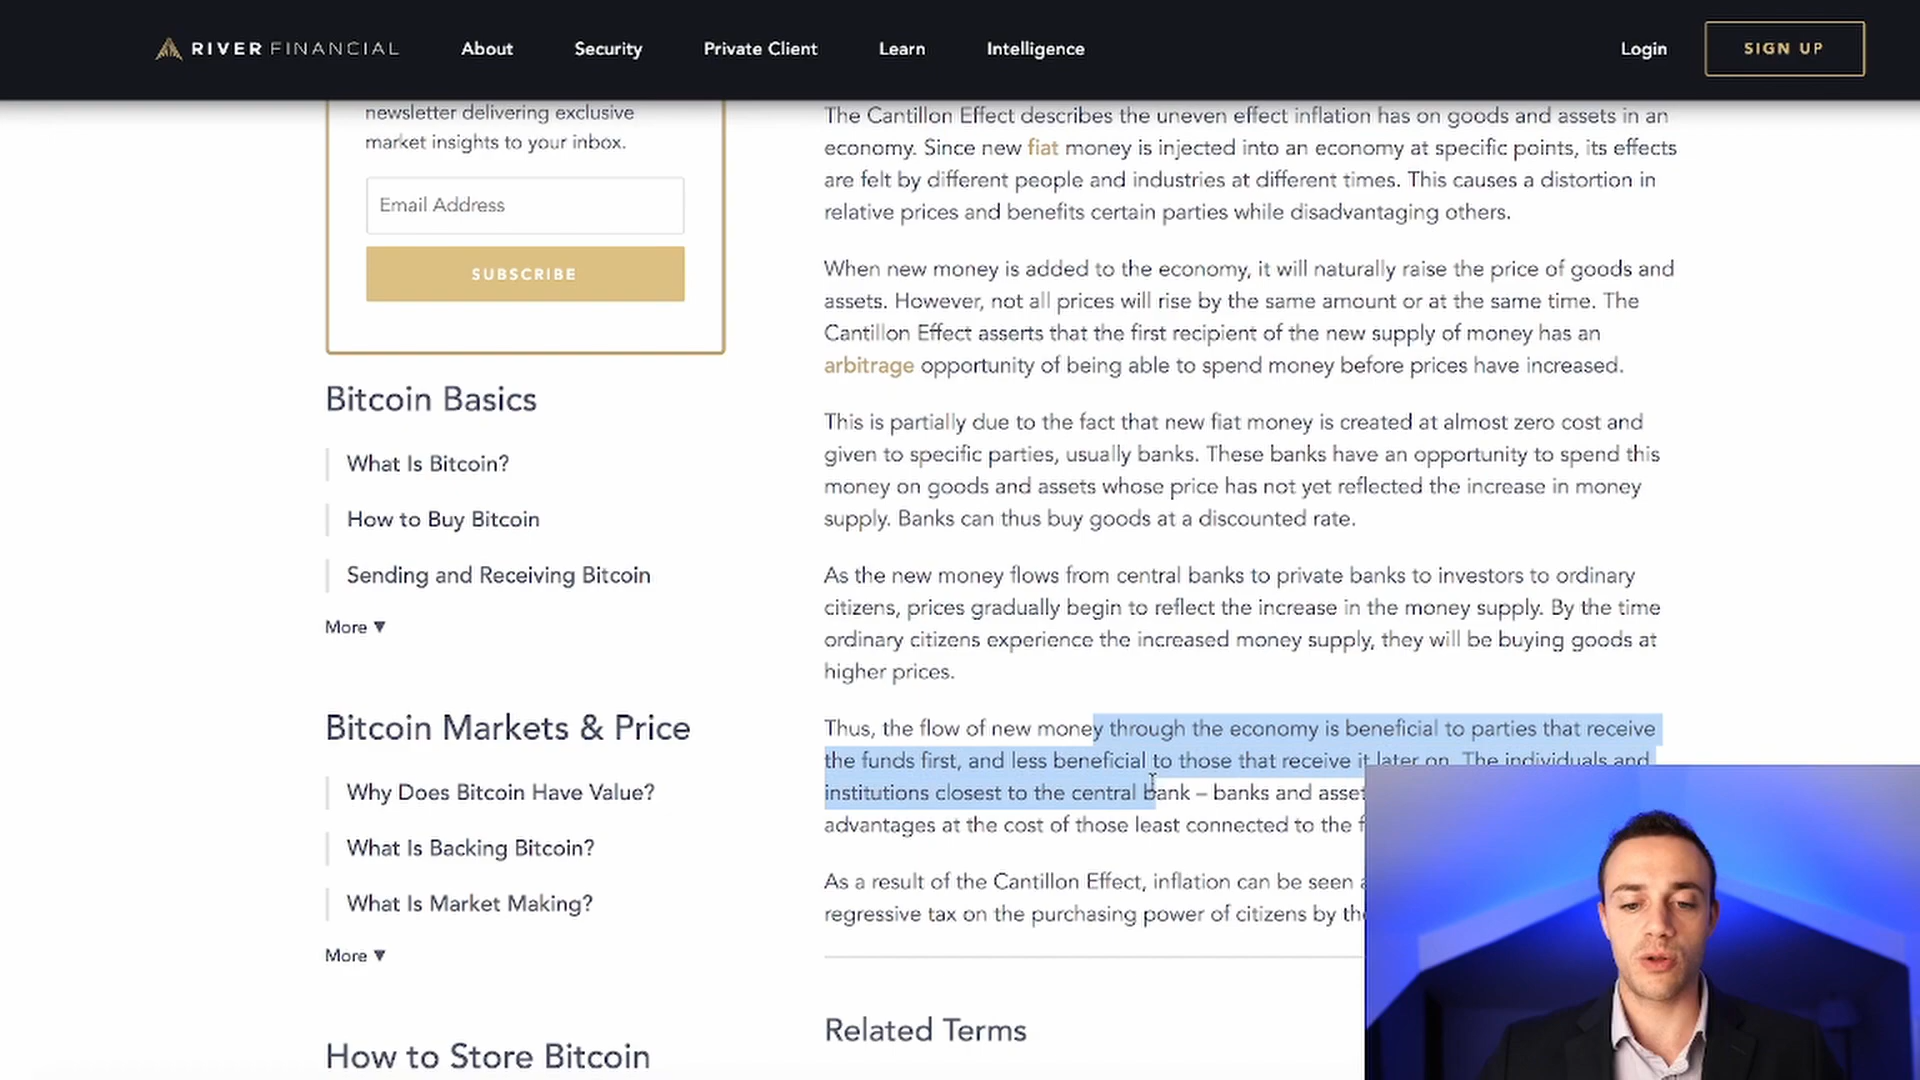 RIVER FINANCIAL
About
Security
Private Client
Learn
Intelligence
Login
SIGN UP
newsletter delivering exclusive
market insights to your inbox.
Email Address
SUBSCRIBE
Bitcoin Basics
What Is Bitcoin?
How to Buy Bitcoin
Sending and Receiving Bitcoin
More ▼
Bitcoin Markets & Price
Why Does Bitcoin Have Value?
What Is Backing Bitcoin?
What Is Market Making?
More ▼
How to Store Bitcoin
The Cantillon Effect describes the uneven effect inflation has on goods and assets in an
economy. Since new fiat money is injected into an economy at specific points, its effects
are felt by different people and industries at different times. This causes a distortion in
relative prices and benefits certain parties while disadvantaging others.
When new money is added to the economy, it will naturally raise the price of goods and
assets. However, not all prices will rise by the same amount or at the same time. The
Cantillon Effect asserts that the first recipient of the new supply of money has an
arbitrage opportunity of being able to spend money before prices have increased.
This is partially due to the fact that new fiat money is created at almost zero cost and
given to specific parties, usually banks. These banks have an opportunity to spend this
money on goods and assets whose price has not yet reflected the increase in money
supply. Banks can thus buy goods at a discounted rate.
As the new money flows from central banks to private banks to investors to ordinary
citizens, prices gradually begin to reflect the increase in the money supply. By the time
ordinary citizens experience the increased money supply, they will be buying goods at
higher prices.
Thus, the flow of new money through the economy is beneficial to parties that receive
the funds first, and less beneficial to those that receive it later on. The individuals and
institutions closest to the central bank – banks and asset
advantages at the cost of those least connected to the
As a result of the Cantillon Effect, inflation can be seen
regressive tax on the purchasing power of citizens by
Related Terms